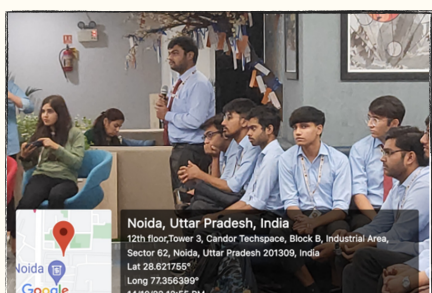 Noida, Uttar Pradesh, India
12th floor,Tower 3, Candor Techspace, Block B, Industrial Area,
Sector 62, Noida, Uttar Pradesh 201309, India
Lat 28.621755°
Long 77.356399°
Noida
Google